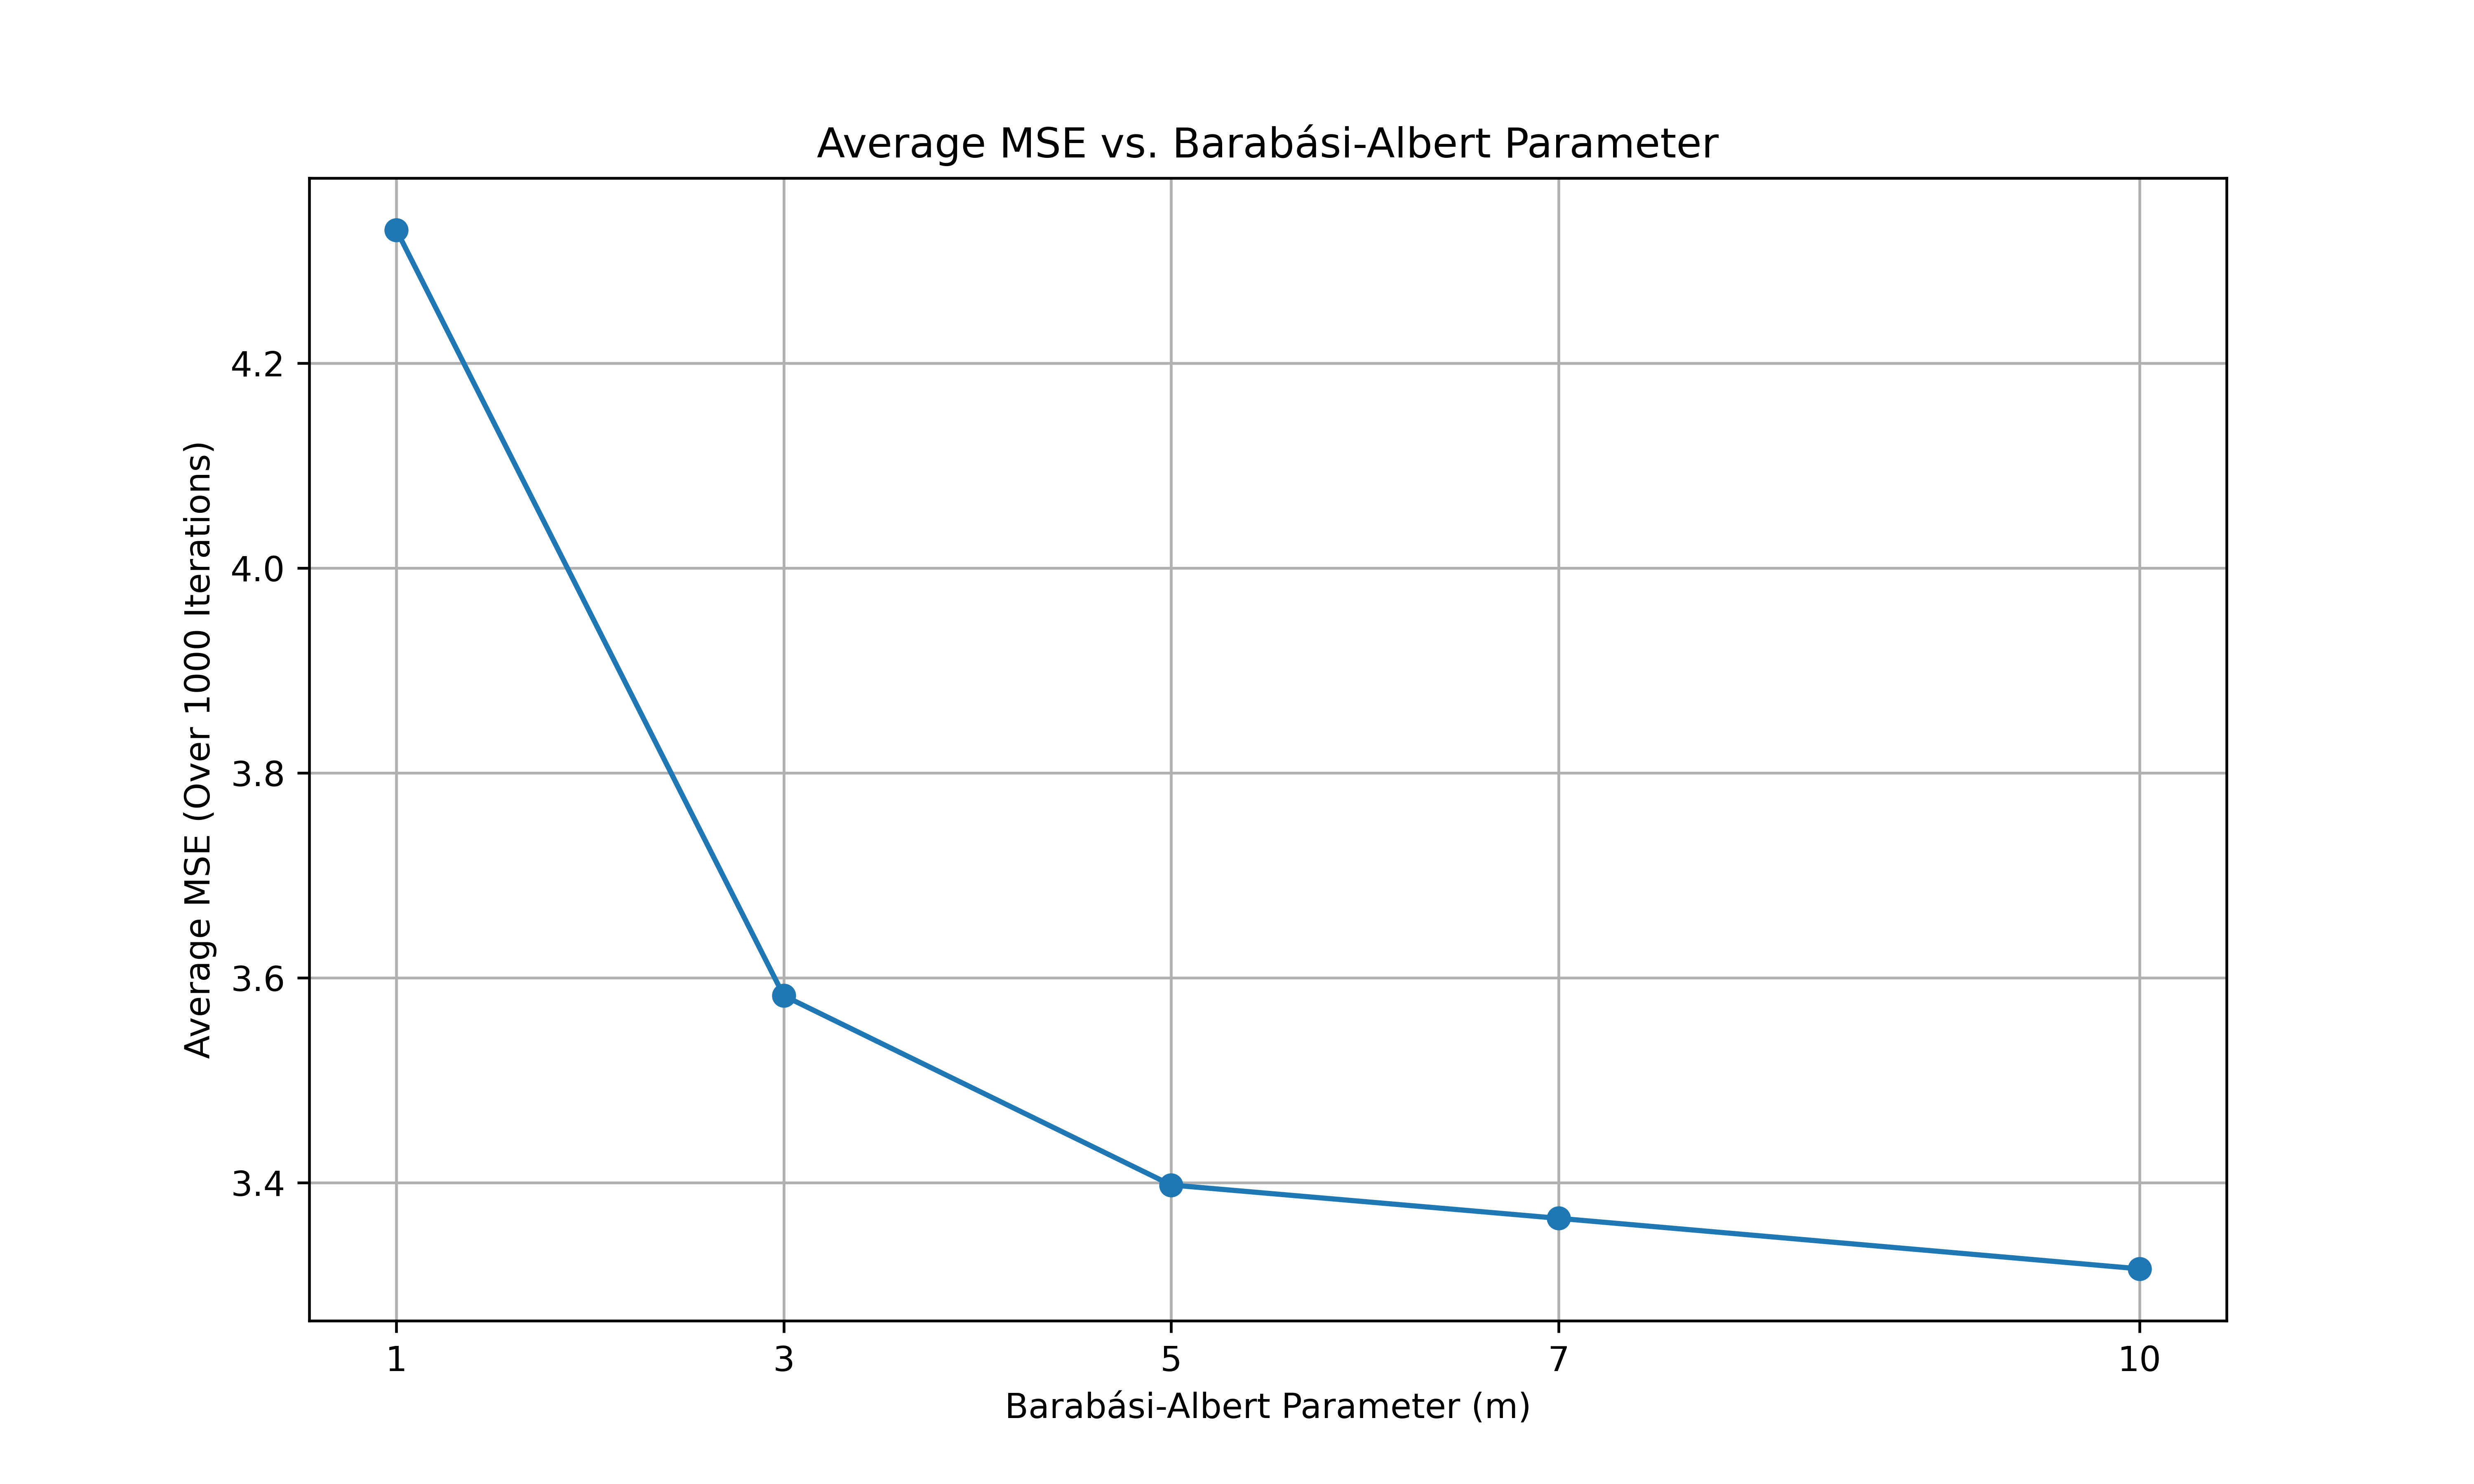 Average MSE vs. Barabási-Albert Parameter
Average MSE (Over 1000 Iterations)
4.2
4.0
3.8
3.6
3.4
1 3 5 7 10
Barabási-Albert Parameter (m)